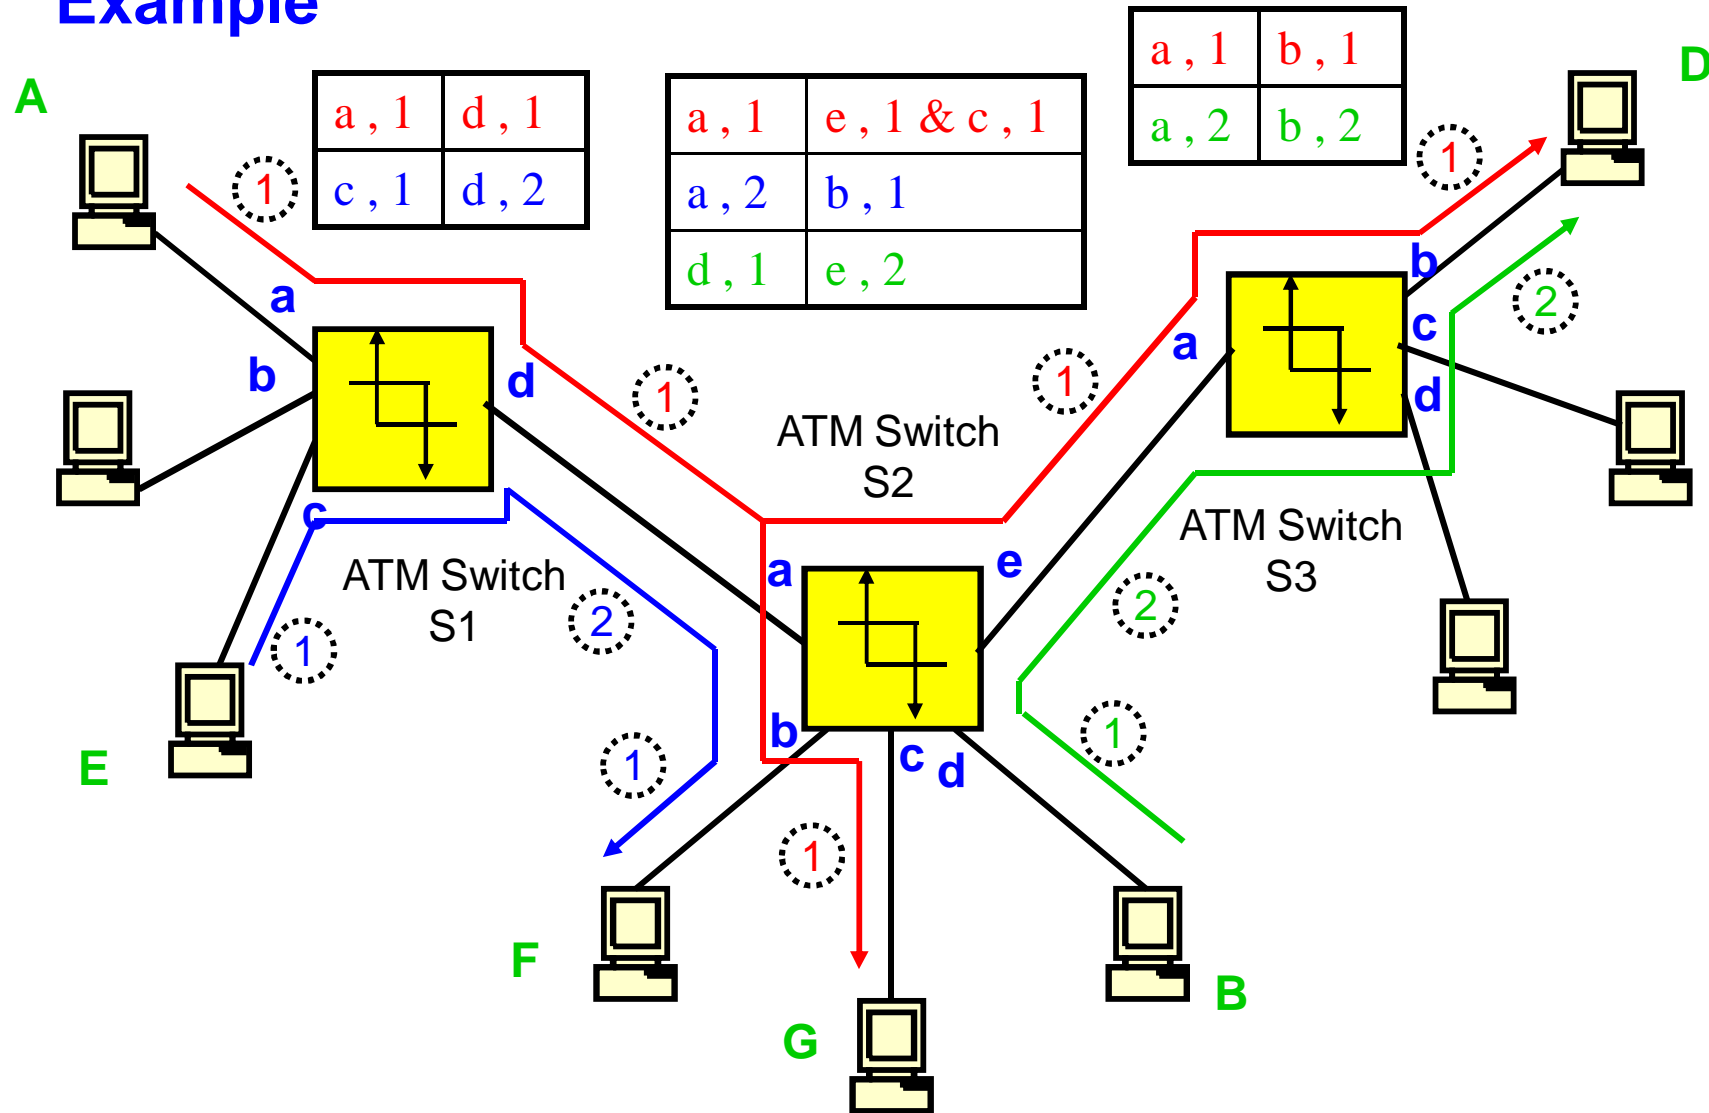 Example
A
D
a , 1 d , 1
c , 1 d , 2
a , 1 e , 1 & c , 1
a , 2 b , 1
d , 1 e , 2
a , 1 b , 1
a , 2 b , 2
1
1
a
b
c
d
1
ATM Switch
S1
1
2
1
E
F
ATM Switch
S2
a
b
c
d
e
1
G
1
B
1
2
ATM Switch
S3
a
b
c
d
2